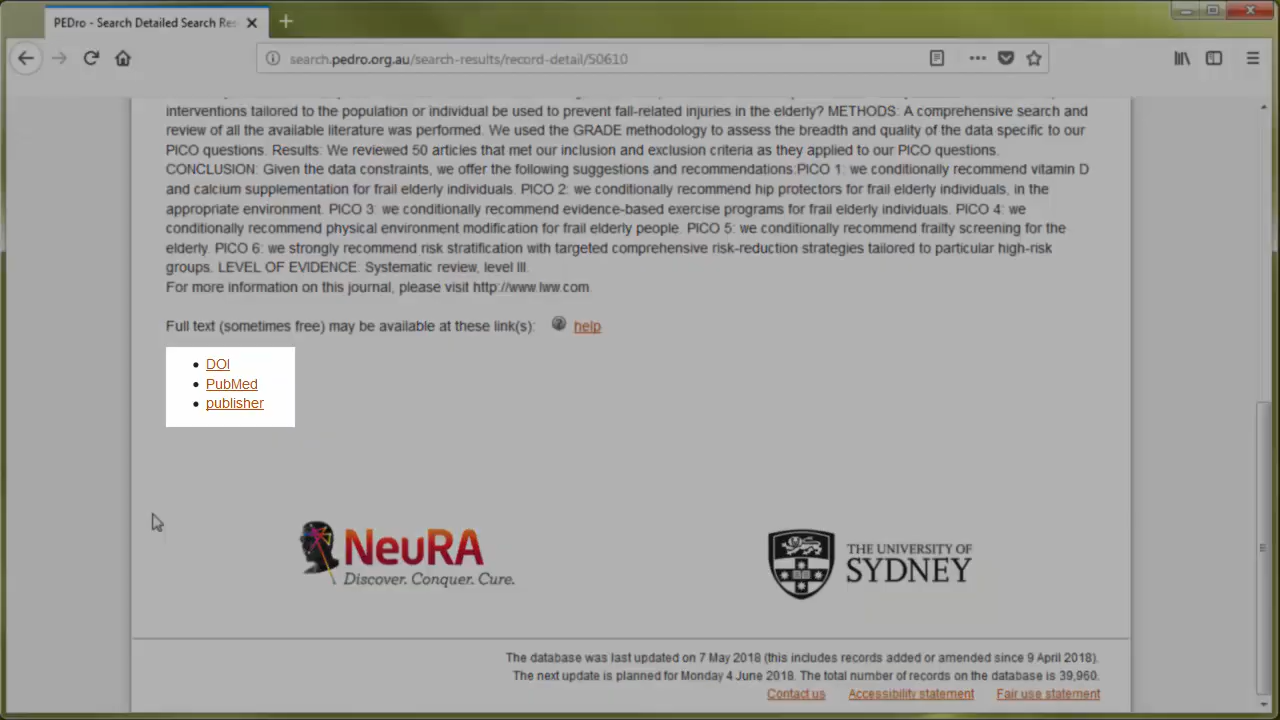 PEDro - Search Detailed Search Res
search.pedro.org.au/search-results/record-detail/50610
interventions tailored to the population or individual be used to prevent fall-related injuries in the elderly? METHODS: A comprehensive search and
review of all the available literature was performed. We used the GRADE methodology to assess the breadth and quality of the data specific to our
PICO questions. Results: We reviewed 50 articles that met our inclusion and exclusion criteria as they applied to our PICO questions.
CONCLUSION: Given the data constraints, we offer the following suggestions and recommendations:PICO 1: we conditionally recommend vitamin D
and calcium supplementation for frail elderly individuals. PICO 2: we conditionally recommend hip protectors for frail elderly individuals, in the
appropriate environment. PICO 3: we conditionally recommend evidence-based exercise programs for frail elderly individuals. PICO 4: we
conditionally recommend physical environment modification for frail elderly people. PICO 5: we conditionally recommend frailty screening for the
elderly. PICO 6: we strongly recommend risk stratification with targeted comprehensive risk-reduction strategies tailored to particular high-risk
groups. LEVEL OF EVIDENCE: Systematic review, level III.
For more information on this journal, please visit http://www.lww.com.
Full text (sometimes free) may be available at these link(s): ? help
• DOI
• PubMed
• publisher
NeuRA
Discover. Conquer. Cure.
THE UNIVERSITY OF
SYDNEY
The database was last updated on 7 May 2018 (this includes records added or amended since 9 April 2018).
The next update is planned for Monday 4 June 2018. The total number of records on the database is 39,960.
Contact us Accessibility statement Fair use statement